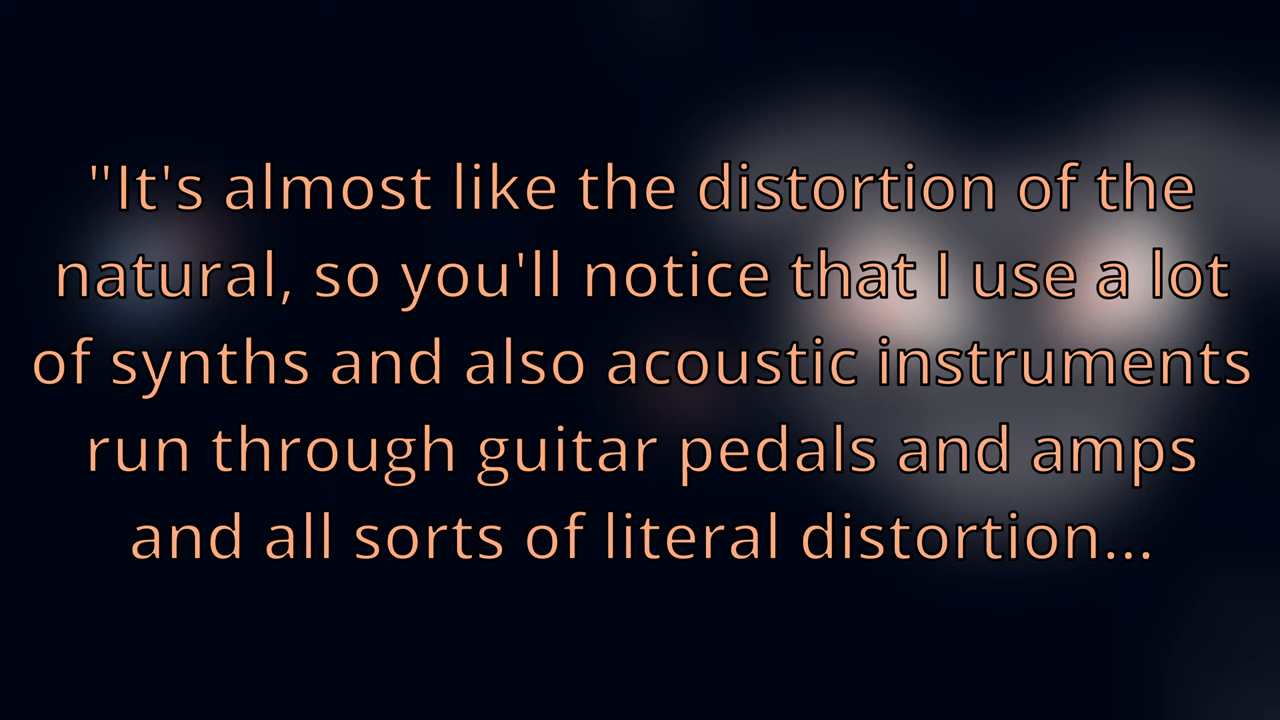 "It's almost like the distortion of the
natural, so you'll notice that I use a lot
of synths and also acoustic instruments
run through guitar pedals and amps
and all sorts of literal distortion...